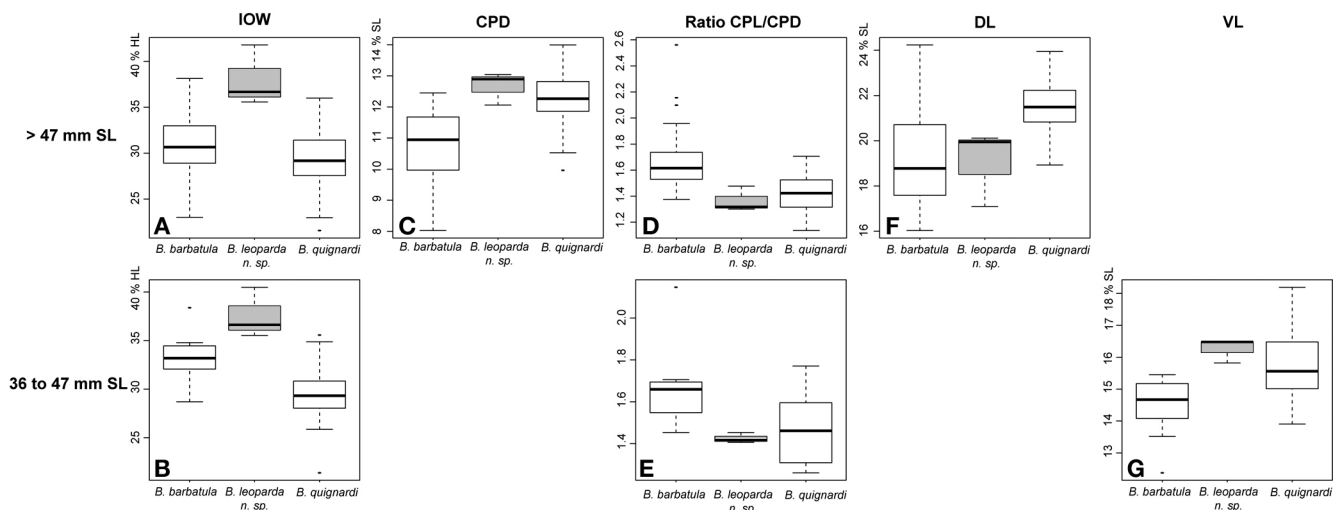 IOW
CPD
Ratio CPL/CPD
DL
VL
> 47 mm SL
40 % HL
35
30
25
A
B. barbatula
B. leoparda
n. sp.
B. quignardi
14 % SL
13
12
11
10
9
8
C
B. barbatula
B. leoparda
n. sp.
B. quignardi
2.6
2.4
2.2
2.0
1.8
1.6
1.4
1.2
D
B. barbatula
B. leoparda
n. sp.
B. quignardi
24 % SL
22
20
18
16
F
B. barbatula
B. leoparda
n. sp.
B. quignardi
36 to 47 mm SL
40 % HL
35
30
25
B
B. barbatula
B. leoparda
n. sp.
B. quignardi
2.0
1.8
1.6
1.4
E
B. barbatula
B. leoparda
n. sp.
B. quignardi
18 % SL
17
16
15
14
13
G
B. barbatula
B. leoparda
n. sp.
B. quignardi